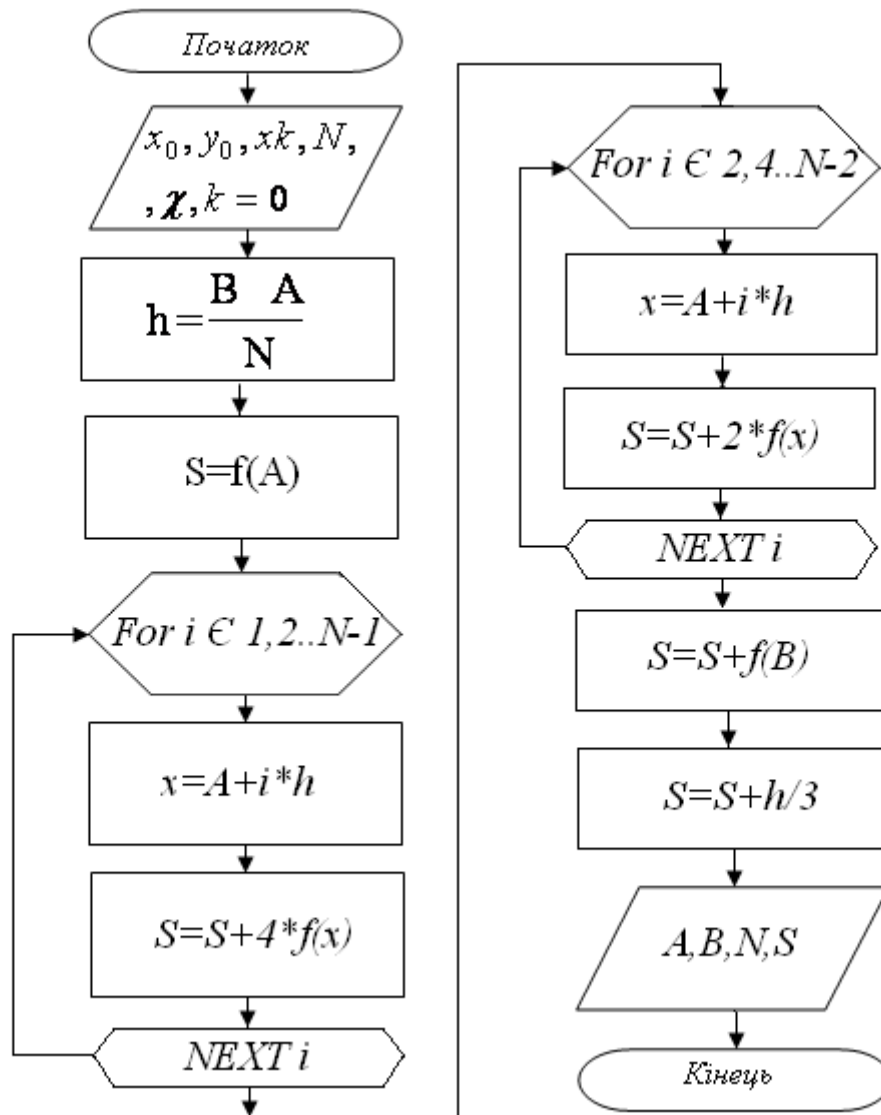 Початок
x0, y0, xk, N,
, χ, k = 0
h = B A
N
S=f(A)
For i Є 1,2..N-1
x=A+i*h
S=S+4*f(x)
NEXT i
For i Є 2,4..N-2
x=A+i*h
S=S+2*f(x)
NEXT i
S=S+f(B)
S=S+h/3
A,B,N,S
Кінець